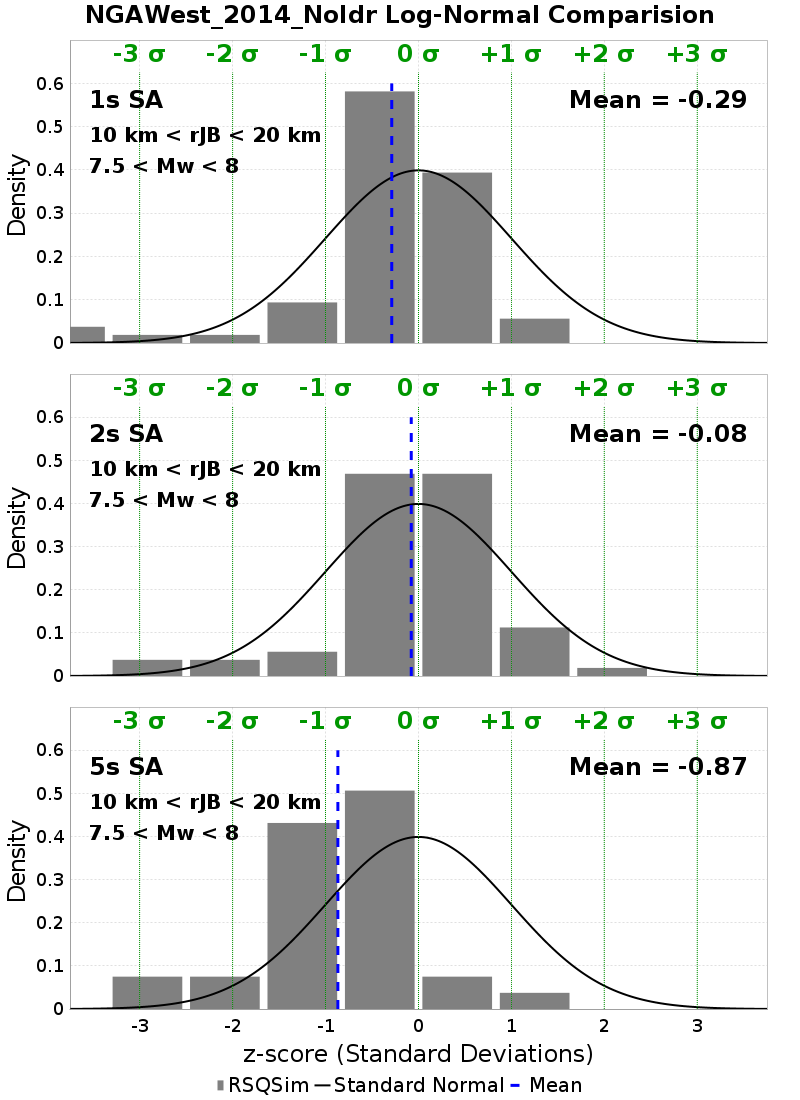 NGAWest_2014_NoIdr Log-Normal Comparision
-3 σ -2 σ -1 σ 0 σ +1 σ +2 σ +3 σ
1s SA Mean = -0.29
10 km < rJB < 20 km
7.5 < Mw < 8
Density
0.6
0.5
0.4
0.3
0.2
0.1
0
-3 σ -2 σ -1 σ 0 σ +1 σ +2 σ +3 σ
2s SA Mean = -0.08
10 km < rJB < 20 km
7.5 < Mw < 8
Density
0.6
0.5
0.4
0.3
0.2
0.1
0
-3 σ -2 σ -1 σ 0 σ +1 σ +2 σ +3 σ
5s SA Mean = -0.87
10 km < rJB < 20 km
7.5 < Mw < 8
Density
0.6
0.5
0.4
0.3
0.2
0.1
0
-3 -2 -1 0 1 2 3
z-score (Standard Deviations)
RSQSim Standard Normal Mean